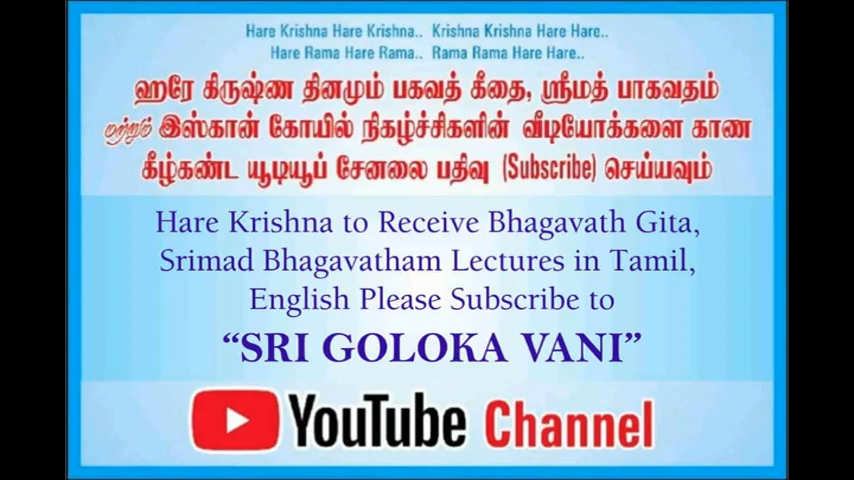 Hare Krishna Hare Krishna.. Krishna Krishna Hare Hare..
Hare Rama Hare Rama.. Rama Rama Hare Hare..
ஹரே கிருஷ்ண தினமும் பகவத் கீதை, ஸ்ரீமத் பாகவதம்
மற்றும் இஸ்கான் கோயில் நிகழ்ச்சிகளின் வீடியோக்களை காண
கீழ்கண்ட யூடியூப் சேனலை பதிவு (Subscribe) செய்யவும்
Hare Krishna to Receive Bhagavath Gita,
Srimad Bhagavatham Lectures in Tamil,
English Please Subscribe to
“SRI GOLOKA VANI”
YouTube Channel